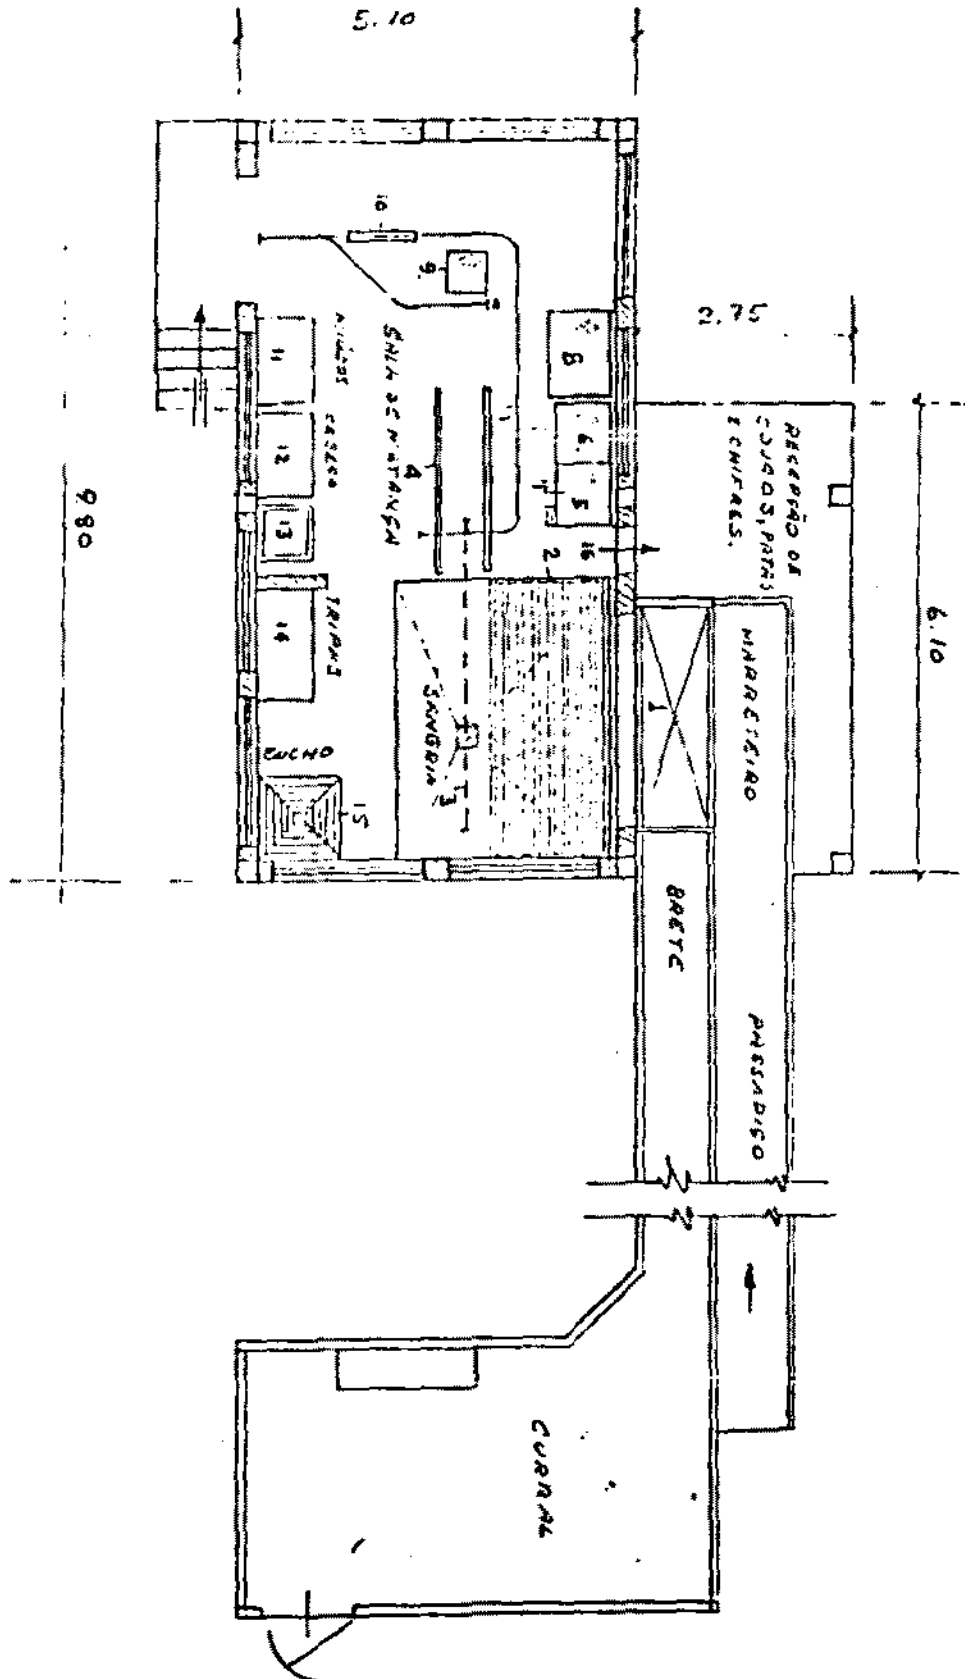 5.10
10
9.
8
2.75
MIÚDOS
11
SALA DE MATANÇA
7
6.
RECEPÇÃO DE
COUROS, PATAS
E CHIFRES.
CABEÇA
12
4
5
9.80
13
2
16
6.10
TRIPAS
14
SANGRIA
3
1
MARRETEIRO
BUCHO
15
BRETE
PASSADIÇO
CURRAL